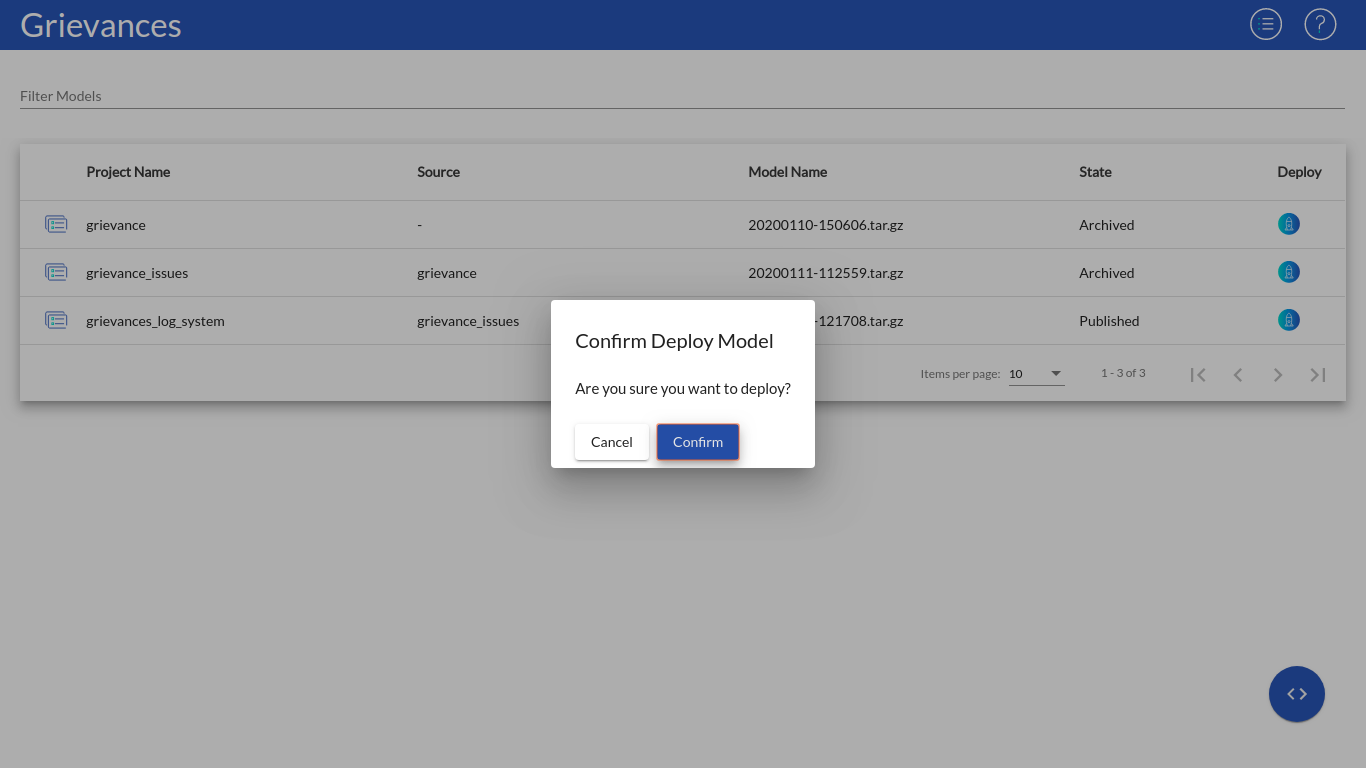 Grievances
?
Filter Models
Project Name Source Model Name State Deploy
grievance - 20200110-150606.tar.gz Archived
grievance_issues grievance 20200111-112559.tar.gz Archived
grievances_log_system grievance_issues -121708.tar.gz Published
Confirm Deploy Model
Items per page: 10 1 - 3 of 3
Are you sure you want to deploy?
Cancel Confirm